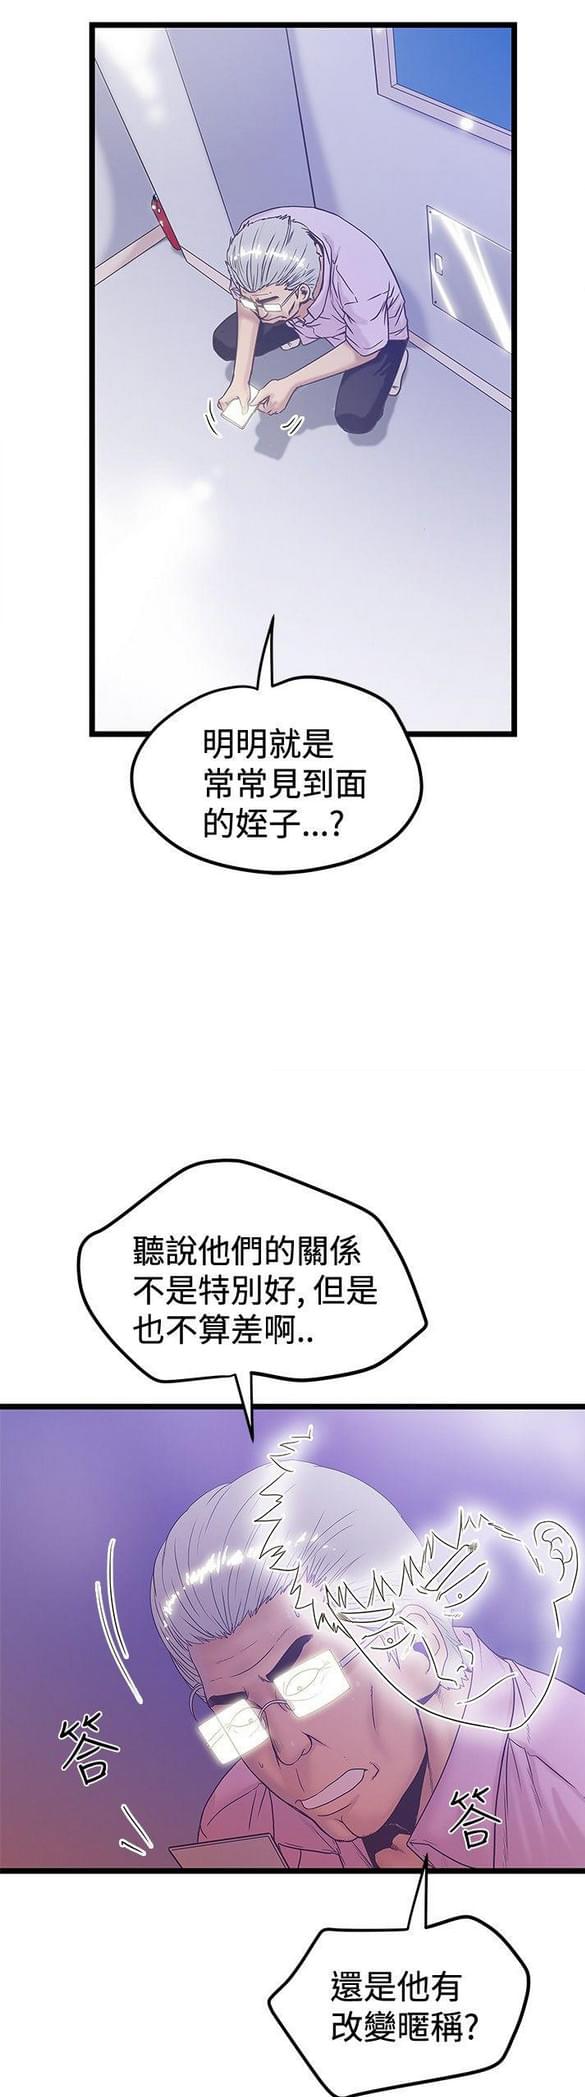 明明就是
常常見到面
的姪子...?
聽說他們的關係
不是特別好, 但是
也不算差啊..
答
答
還是他有
改變暱稱?